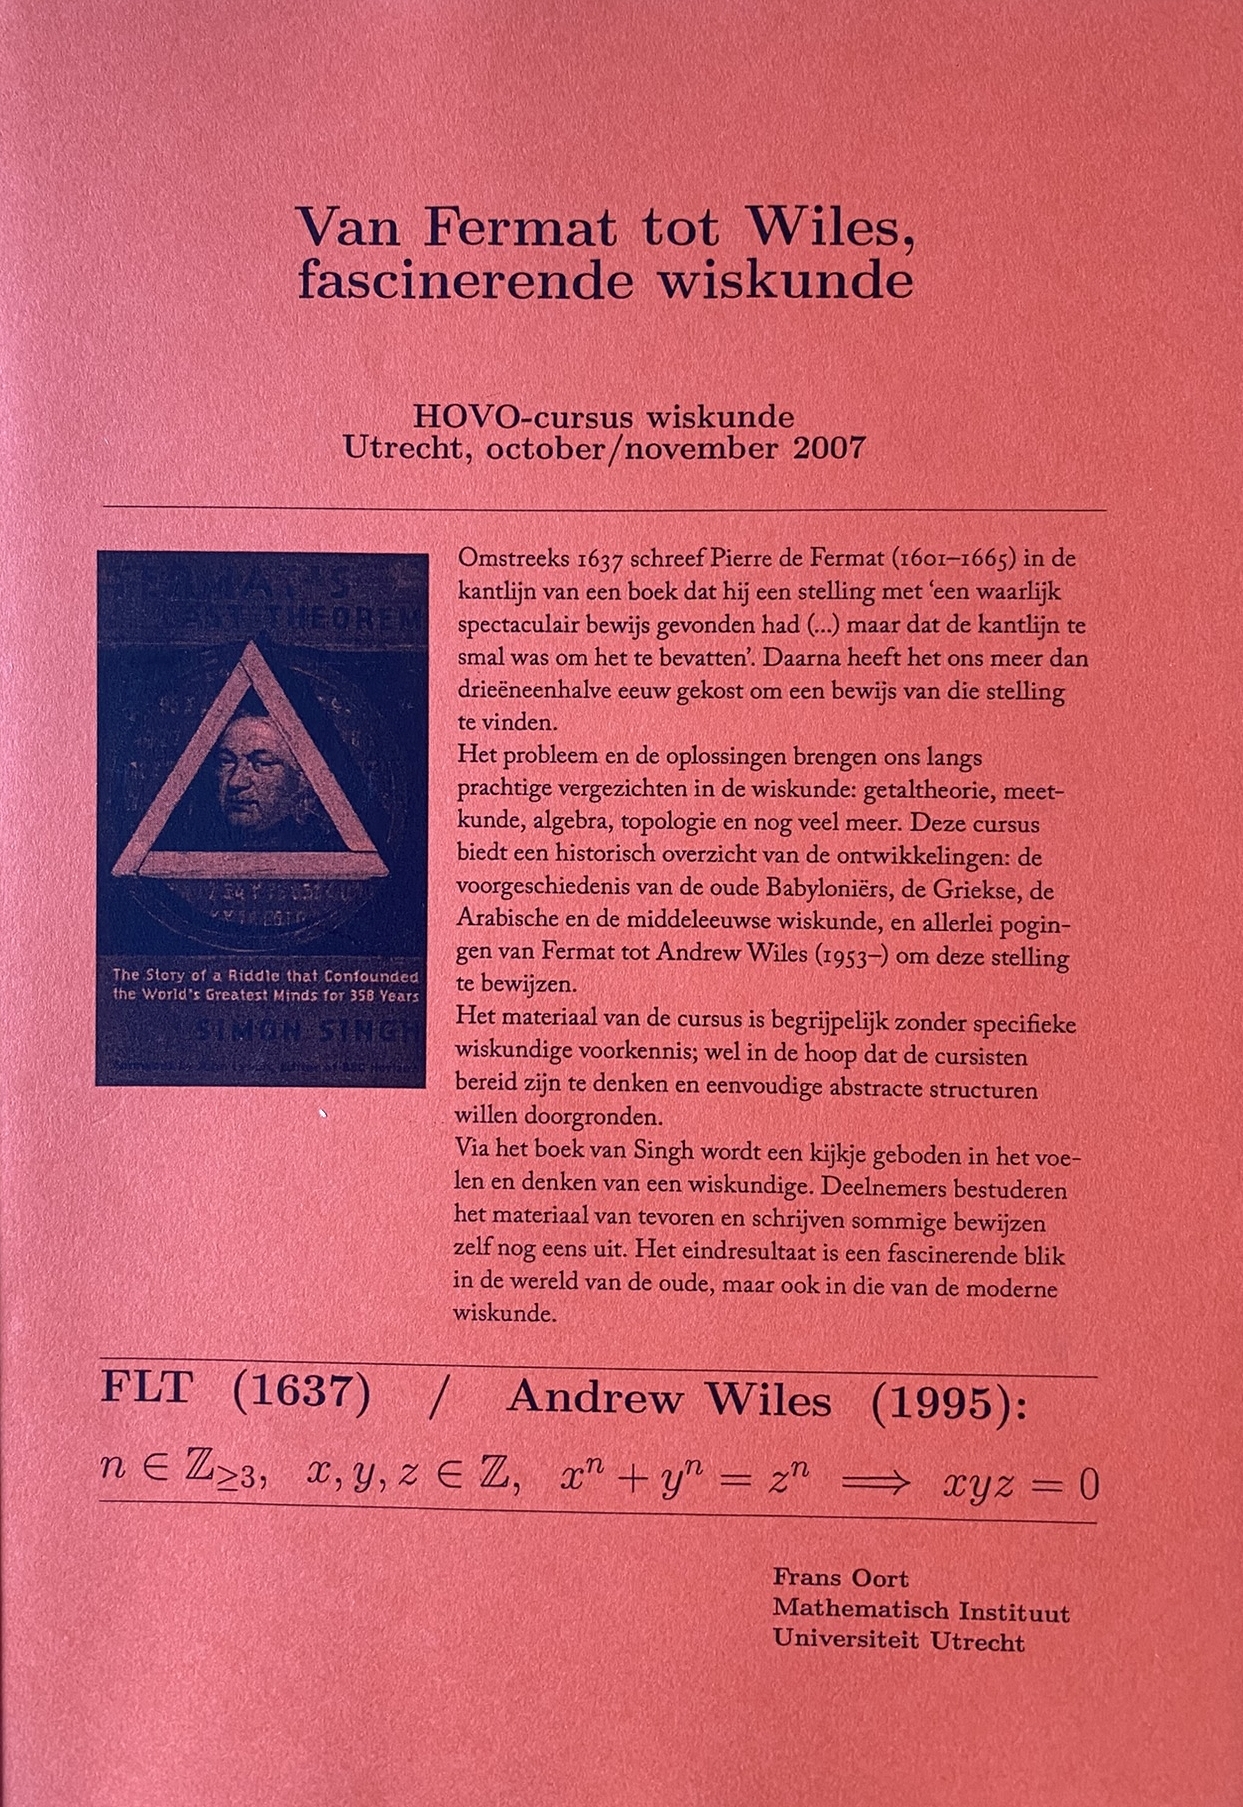 Van Fermat tot Wiles,
fascinerende wiskunde
HOVO-cursus wiskunde
Utrecht, october/november 2007
FERMAT'S
LAST THEOREM
The Story of a Riddle that Confounded
the World's Greatest Minds for 358 Years
SIMON SINGH
Omstreeks 1637 schreef Pierre de Fermat (1601–1665) in de
kantlijn van een boek dat hij een stelling met ‘een waarlijk
spectaculair bewijs gevonden had (...) maar dat de kantlijn te
smal was om het te bevatten’. Daarna heeft het ons meer dan
drieëneenhalve eeuw gekost om een bewijs van die stelling
te vinden.
Het probleem en de oplossingen brengen ons langs
prachtige vergezichten in de wiskunde: getaltheorie, meet-
kunde, algebra, topologie en nog veel meer. Deze cursus
biedt een historisch overzicht van de ontwikkelingen: de
voorgeschiedenis van de oude Babyloniërs, de Griekse, de
Arabische en de middeleeuwse wiskunde, en allerlei pogin-
gen van Fermat tot Andrew Wiles (1953–) om deze stelling
te bewijzen.
Het materiaal van de cursus is begrijpelijk zonder specifieke
wiskundige voorkennis; wel in de hoop dat de cursisten
bereid zijn te denken en eenvoudige abstracte structuren
willen doorgronden.
Via het boek van Singh wordt een kijkje geboden in het voe-
len en denken van een wiskundige. Deelnemers bestuderen
het materiaal van tevoren en schrijven sommige bewijzen
zelf nog eens uit. Het eindresultaat is een fascinerende blik
in de wereld van de oude, maar ook in die van de moderne
wiskunde.
FLT (1637) / Andrew Wiles (1995):
n ∈ ℤ≥3, x, y, z ∈ ℤ, xⁿ + yⁿ = zⁿ ⟹ xyz = 0
Frans Oort
Mathematisch Instituut
Universiteit Utrecht